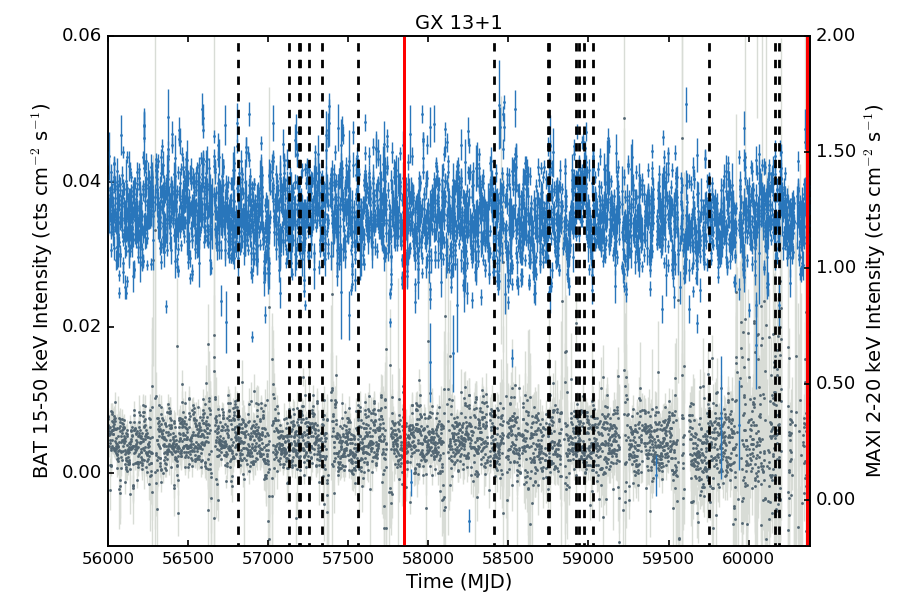 GX 13+1
0.06
0.04
0.02
0.00
2.00
1.50
1.00
0.50
0.00
BAT 15-50 keV Intensity (cts cm⁻² s⁻¹)
MAXI 2-20 keV Intensity (cts cm⁻² s⁻¹)
56000 56500 57000 57500 58000 58500 59000 59500 60000
Time (MJD)